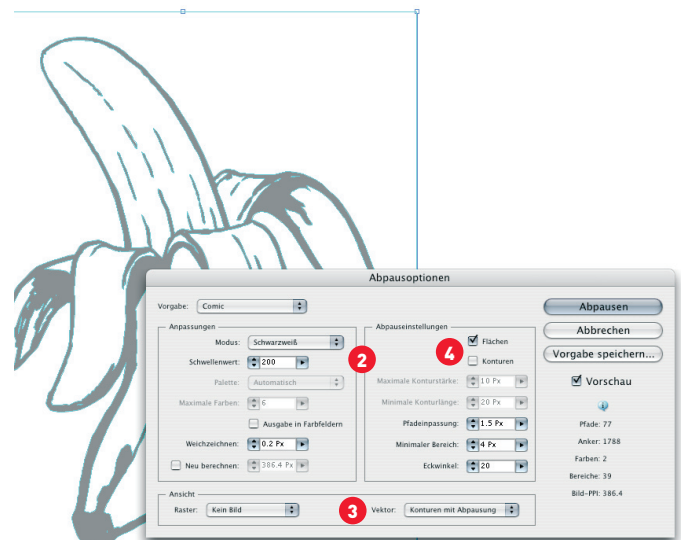 Abpausoptionen
Vorgabe: Comic
Abpausen
Anpassungen
Modus: Schwarzweiß
Schwellenwert: 200
Palette: Automatisch
Maximale Farben: 6
Ausgabe in Farbfeldern
Weichzeichnen: 0.2 Px
Neu berechnen: 386.4 Px
2
Abpauseinstellungen
4
Flächen
Konturen
Maximale Konturstärke: 10 Px
Minimale Konturlänge: 20 Px
Pfadeinpassung: 1.5 Px
Minimaler Bereich: 4 Px
Eckwinkel: 20
Abbrechen
Vorgabe speichern...
Vorschau
Pfade: 77
Anker: 1788
Farben: 2
Bereiche: 39
Bild-PPI: 386.4
Ansicht
Raster: Kein Bild
3
Vektor: Konturen mit Abpausung